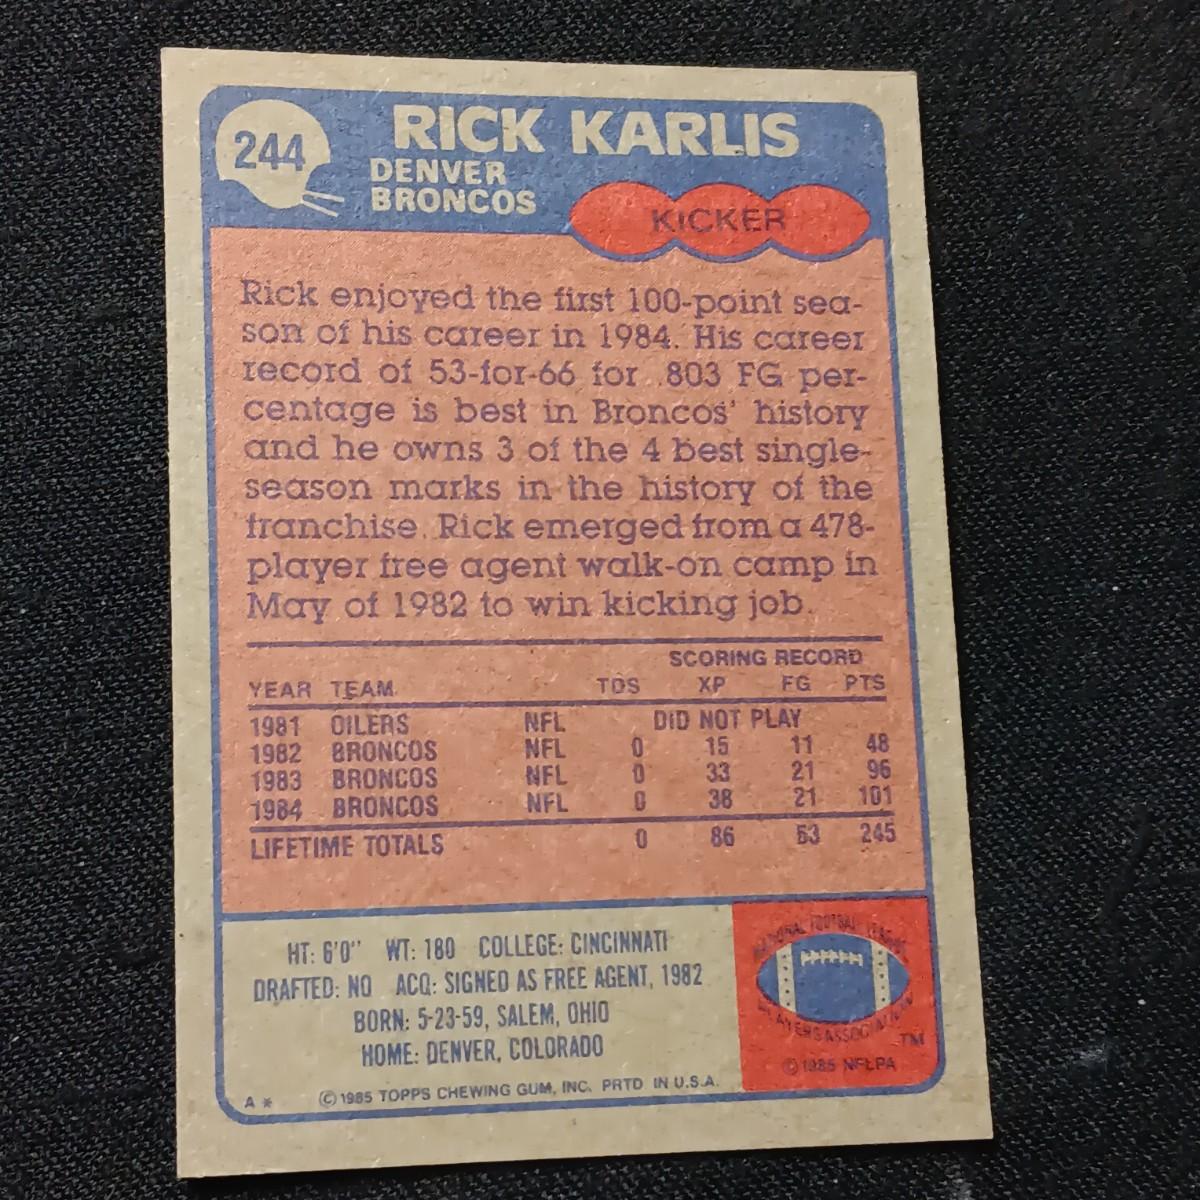 244
RICK KARLIS
DENVER
BRONCOS
KICKER
Rick enjoyed the first 100-point sea-
son of his career in 1984. His career
record of 53-for-66 for .803 FG per-
centage is best in Broncos' history
and he owns 3 of the 4 best single-
season marks in the history of the
franchise. Rick emerged from a 478-
player free agent walk-on camp in
May of 1982 to win kicking job.
SCORING RECORD
YEAR TEAM TDS XP FG PTS
1981 OILERS NFL DID NOT PLAY
1982 BRONCOS NFL 0 15 11 48
1983 BRONCOS NFL 0 33 21 96
1984 BRONCOS NFL 0 38 21 101
LIFETIME TOTALS 0 86 53 245
HT: 6'0" WT: 180 COLLEGE: CINCINNATI
DRAFTED: NO ACQ: SIGNED AS FREE AGENT, 1982
BORN: 5-23-59, SALEM, OHIO
HOME: DENVER, COLORADO
NATIONAL FOOTBALL LEAGUE
PLAYERS ASSOCIATION
TM
© 1985 NFLPA
A * © 1985 TOPPS CHEWING GUM, INC. PRTD IN U.S.A.